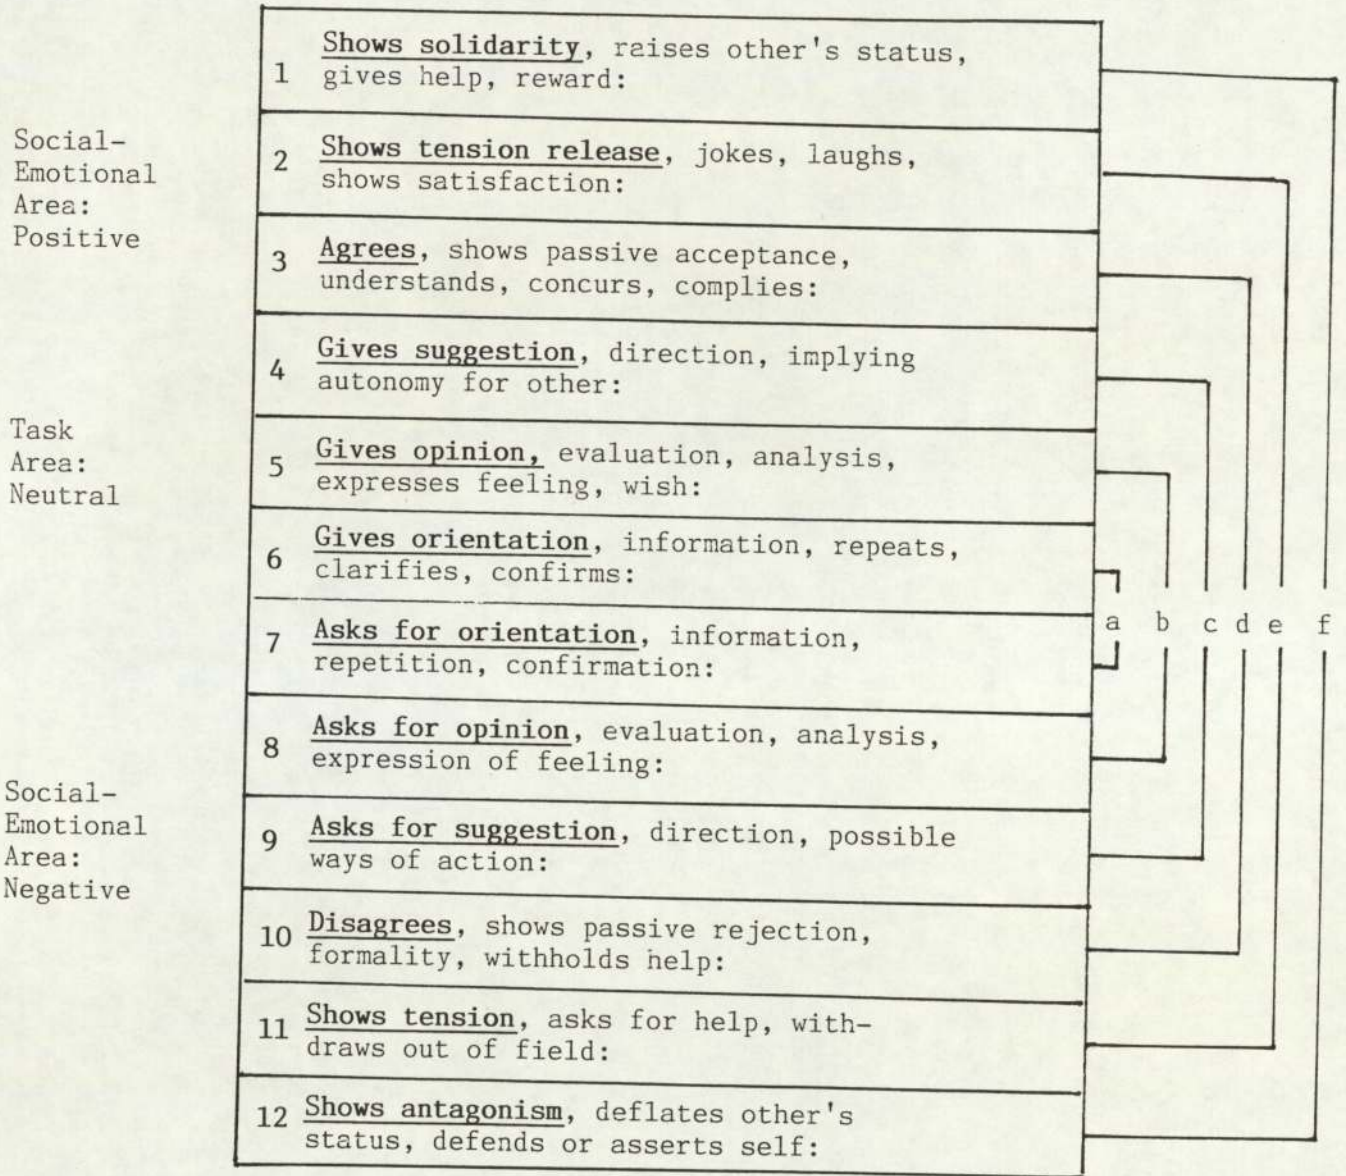 1 Shows solidarity, raises other's status,
gives help, reward:
Social-
Emotional
Area:
Positive
2 Shows tension release, jokes, laughs,
shows satisfaction:
3 Agrees, shows passive acceptance,
understands, concurs, complies:
4 Gives suggestion, direction, implying
autonomy for other:
Task
Area:
Neutral
5 Gives opinion, evaluation, analysis,
expresses feeling, wish:
6 Gives orientation, information, repeats,
clarifies, confirms:
7 Asks for orientation, information,
repetition, confirmation:
a b c d e f
8 Asks for opinion, evaluation, analysis,
expression of feeling:
Social-
Emotional
Area:
Negative
9 Asks for suggestion, direction, possible
ways of action:
10 Disagrees, shows passive rejection,
formality, withholds help:
11 Shows tension, asks for help, with-
draws out of field:
12 Shows antagonism, deflates other's
status, defends or asserts self: